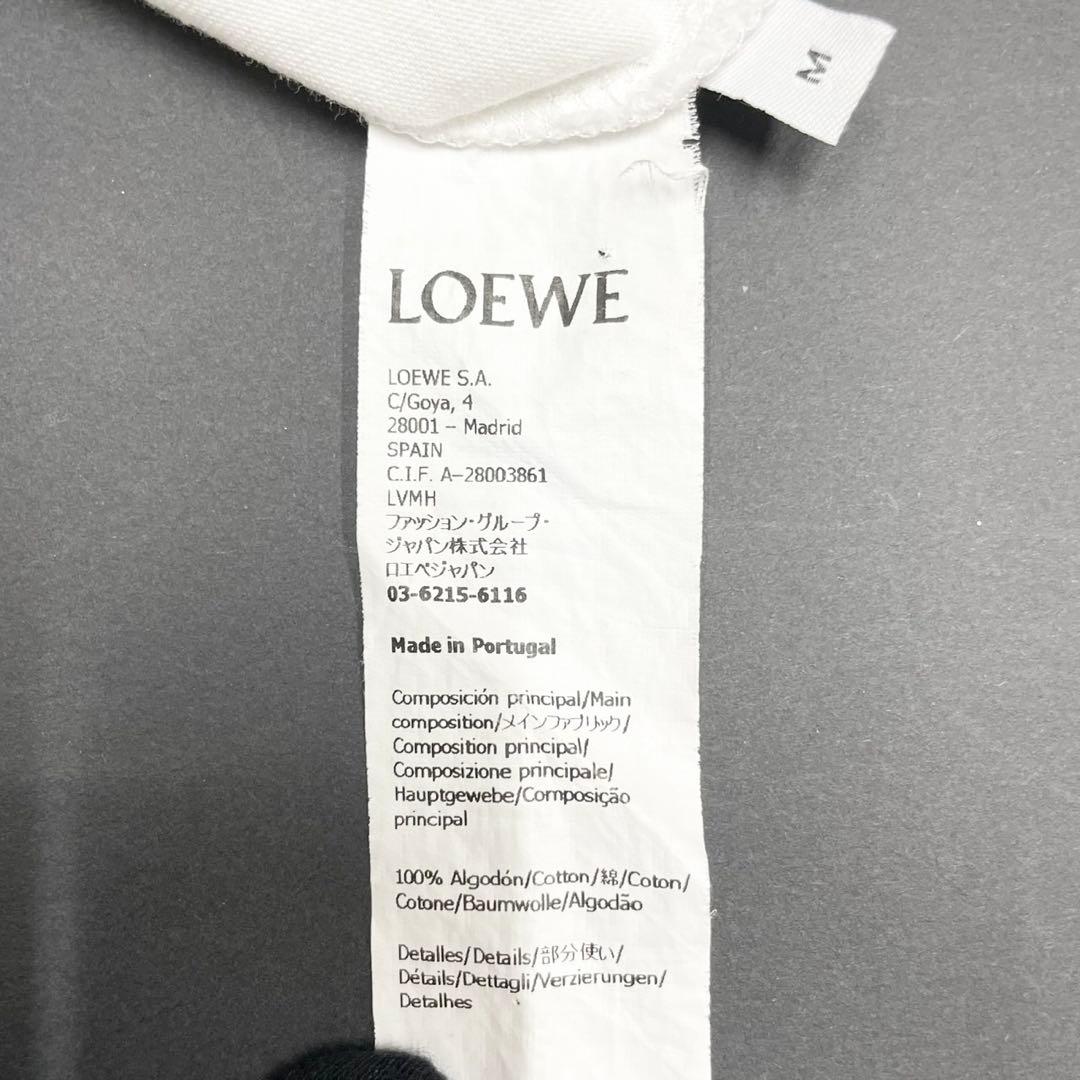 M
LOEWE
LOEWE S.A.
C/Goya, 4
28001 – Madrid
SPAIN
C.I.F. A-28003861
LVMH
ファッション・グループ・
ジャパン株式会社
ロエベジャパン
03-6215-6116
Made in Portugal
Composición principal/Main
composition/メインファブリック/
Composition principal/
Composizione principale/
Hauptgewebe/Composição
principal
100% Algodón/Cotton/綿/Coton/
Cotone/Baumwolle/Algodão
Detalles/Details/部分使い/
Détails/Dettagli/Verzierungen/
Detalhes